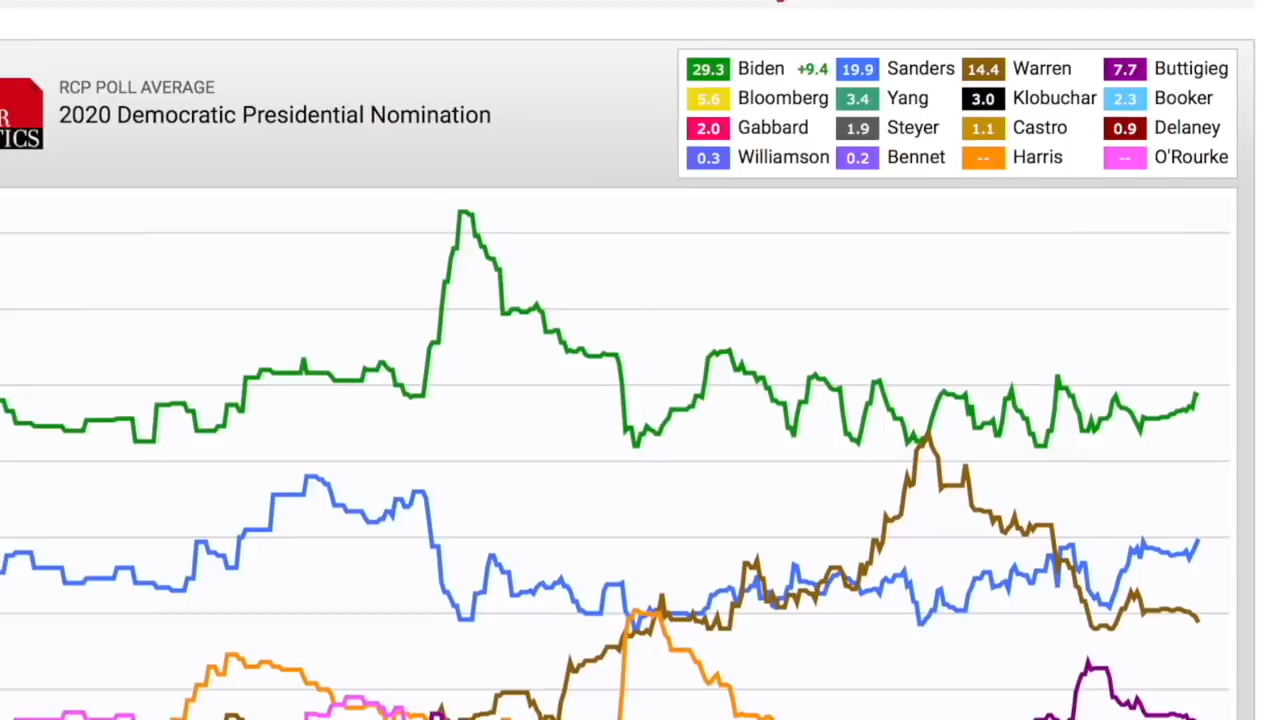 R
TICS
RCP POLL AVERAGE
2020 Democratic Presidential Nomination
29.3 Biden +9.4 19.9 Sanders 14.4 Warren 7.7 Buttigieg
5.6 Bloomberg 3.4 Yang 3.0 Klobuchar 2.3 Booker
2.0 Gabbard 1.9 Steyer 1.1 Castro 0.9 Delaney
0.3 Williamson 0.2 Bennet -- Harris -- O'Rourke